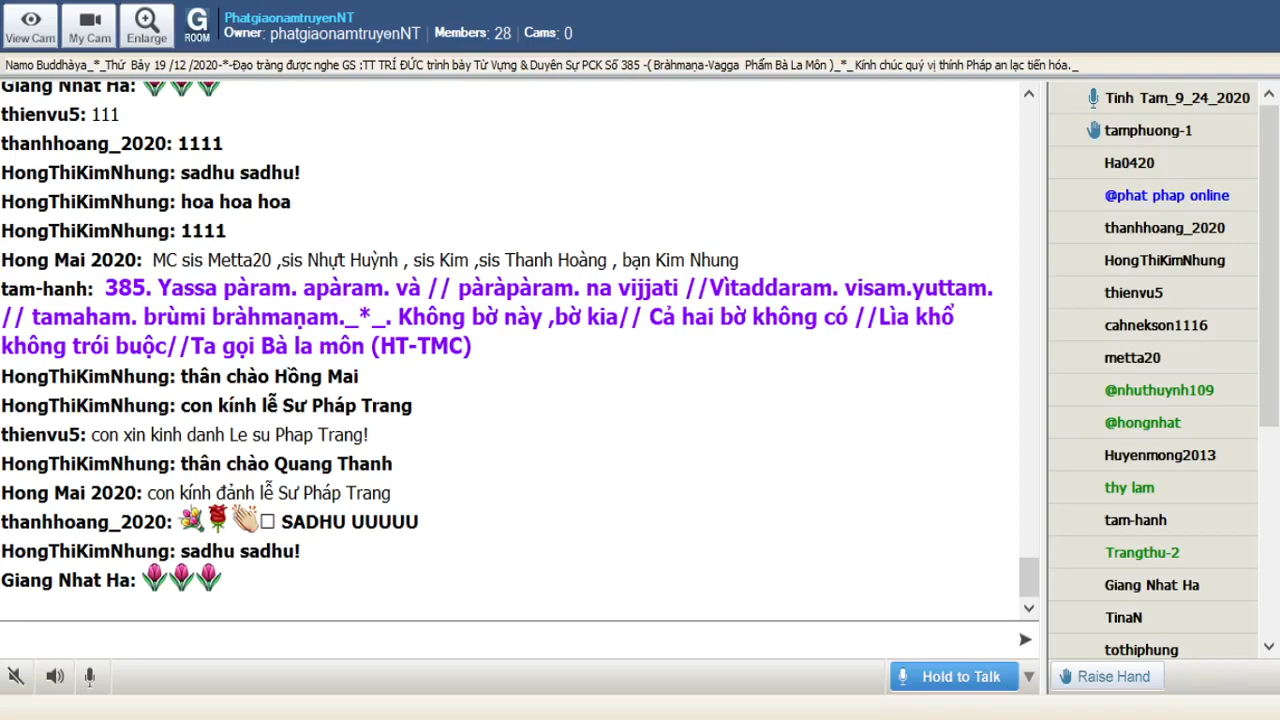 View Cam
My Cam
Enlarge
G
ROOM
PhatgiaonamtruyenNT
Owner: phatgiaonamtruyenNT | Members: 28 | Cams: 0
Namo Buddhàya_*_Thứ Bảy 19 /12 /2020-*-Đạo tràng được nghe GS :TT TRÍ ĐỨC trình bày Từ Vựng & Duyên Sự PCK Số 385 -( Bràhmaṇa-Vagga Phẩm Bà La Môn )_*_ Kính chúc quý vị thính Pháp an lạc tiến hóa._
Giang Nhat Ha:
thienvu5: 111
thanhhoang_2020: 1111
HongThiKimNhung: sadhu sadhu!
HongThiKimNhung: hoa hoa hoa
HongThiKimNhung: 1111
Hong Mai 2020: MC sis Metta20 ,sis Nhựt Huỳnh , sis Kim ,sis Thanh Hoàng , bạn Kim Nhung
tam-hanh: 385. Yassa pàram. apàram. và // pàràpàram. na vijjati //Vìtaddaram. visam.yuttam.
// tamaham. brùmi bràhmaṇam._*_. Không bờ này ,bờ kia// Cả hai bờ không có //Lìa khổ
không trói buộc//Ta gọi Bà la môn (HT-TMC)
HongThiKimNhung: thân chào Hồng Mai
HongThiKimNhung: con kính lễ Sư Pháp Trang
thienvu5: con xin kinh danh Le su Phap Trang!
HongThiKimNhung: thân chào Quang Thanh
Hong Mai 2020: con kính đảnh lễ Sư Pháp Trang
thanhhoang_2020: SADHU UUUUU
HongThiKimNhung: sadhu sadhu!
Giang Nhat Ha:
Hold to Talk
Tinh Tam_9_24_2020
tamphuong-1
Ha0420
@phat phap online
thanhhoang_2020
HongThiKimNhung
thienvu5
cahnekson1116
metta20
@nhuthuynh109
@hongnhat
Huyenmong2013
thy lam
tam-hanh
Trangthu-2
Giang Nhat Ha
TinaN
tothiphung
Raise Hand